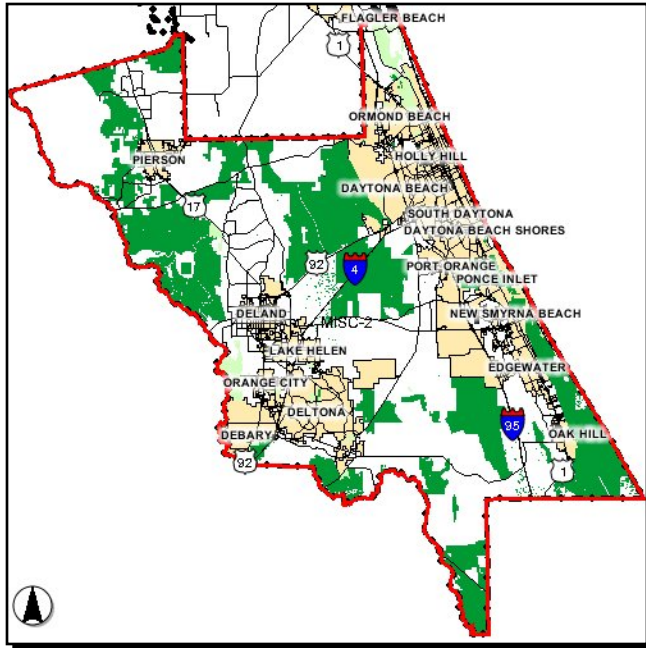 FLAGLER BEACH
1
ORMOND BEACH
HOLLY HILL
PIERSON
DAYTONA BEACH
17
SOUTH DAYTONA
DAYTONA BEACH SHORES
92
4
PORT ORANGE
PONCE INLET
DELAND
MISC-2
NEW SMYRNA BEACH
LAKE HELEN
EDGEWATER
ORANGE CITY
DELTONA
95
DEBARY
OAK HILL
92
1